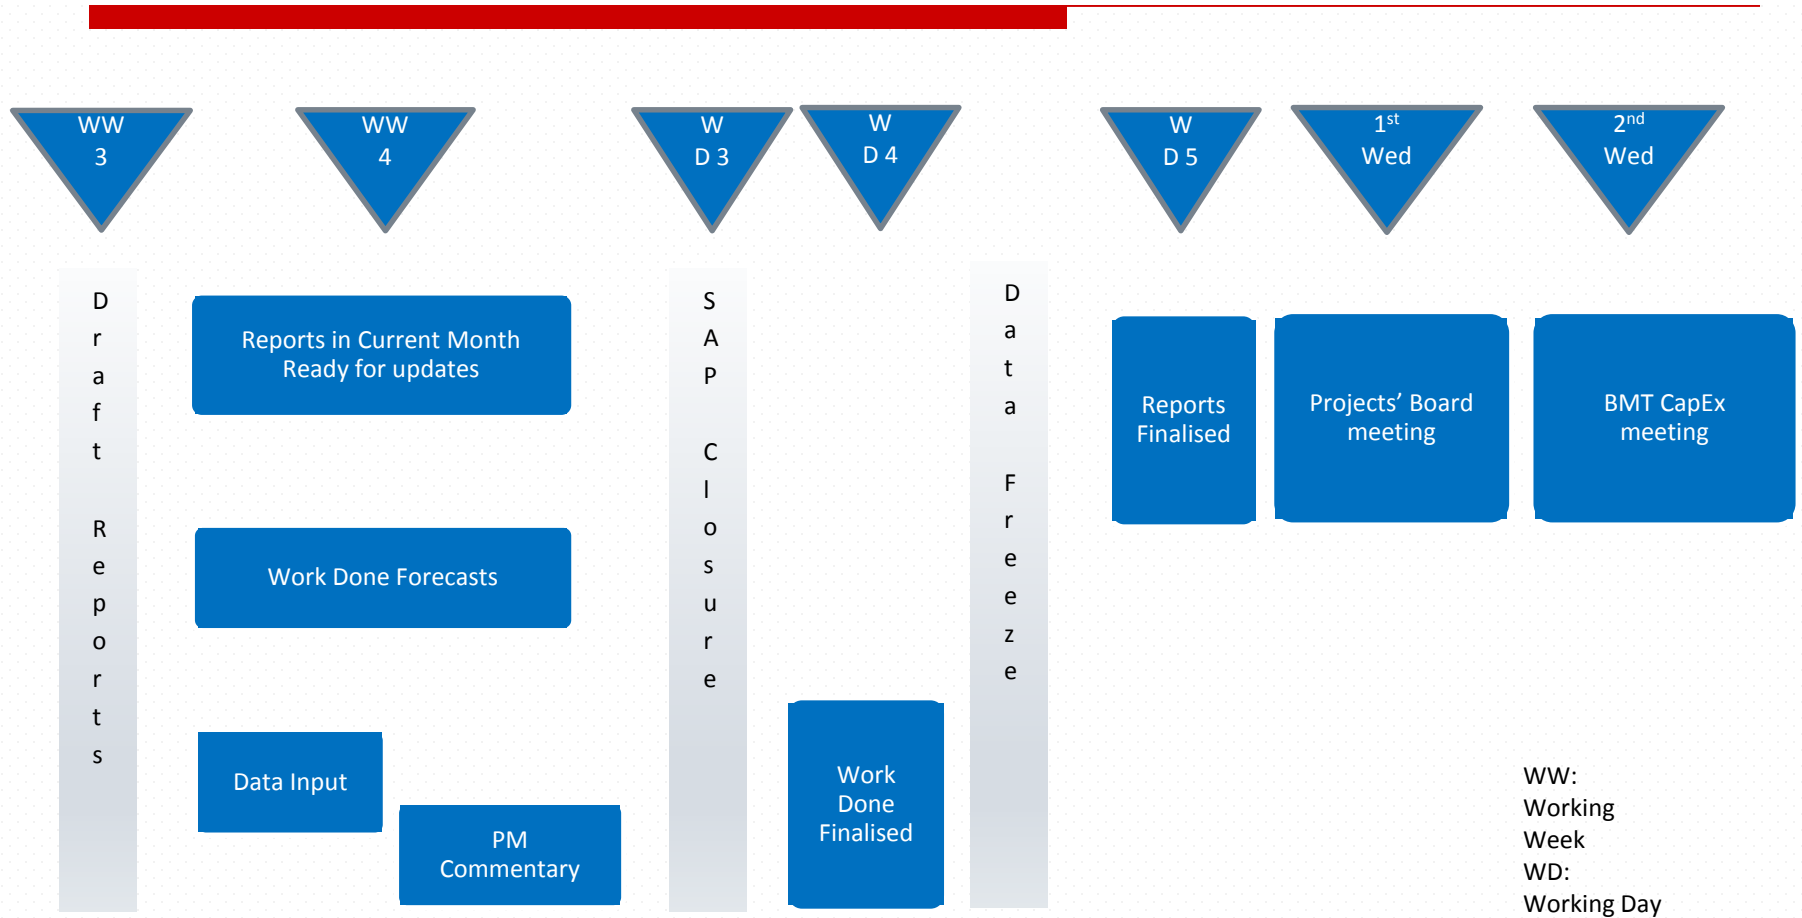 WW
3
WW
4
W
D 3
W
D 4
W
D 5
1st
Wed
2nd
Wed
D
r
a
f
t
R
e
p
o
r
t
s
Reports in Current Month
Ready for updates
Work Done Forecasts
Data Input
PM
Commentary
S
A
P
C
l
o
s
u
r
e
Work
Done
Finalised
D
a
t
a
F
r
e
e
z
e
Reports
Finalised
Projects’ Board
meeting
BMT CapEx
meeting
WW:
Working
Week
WD:
Working Day